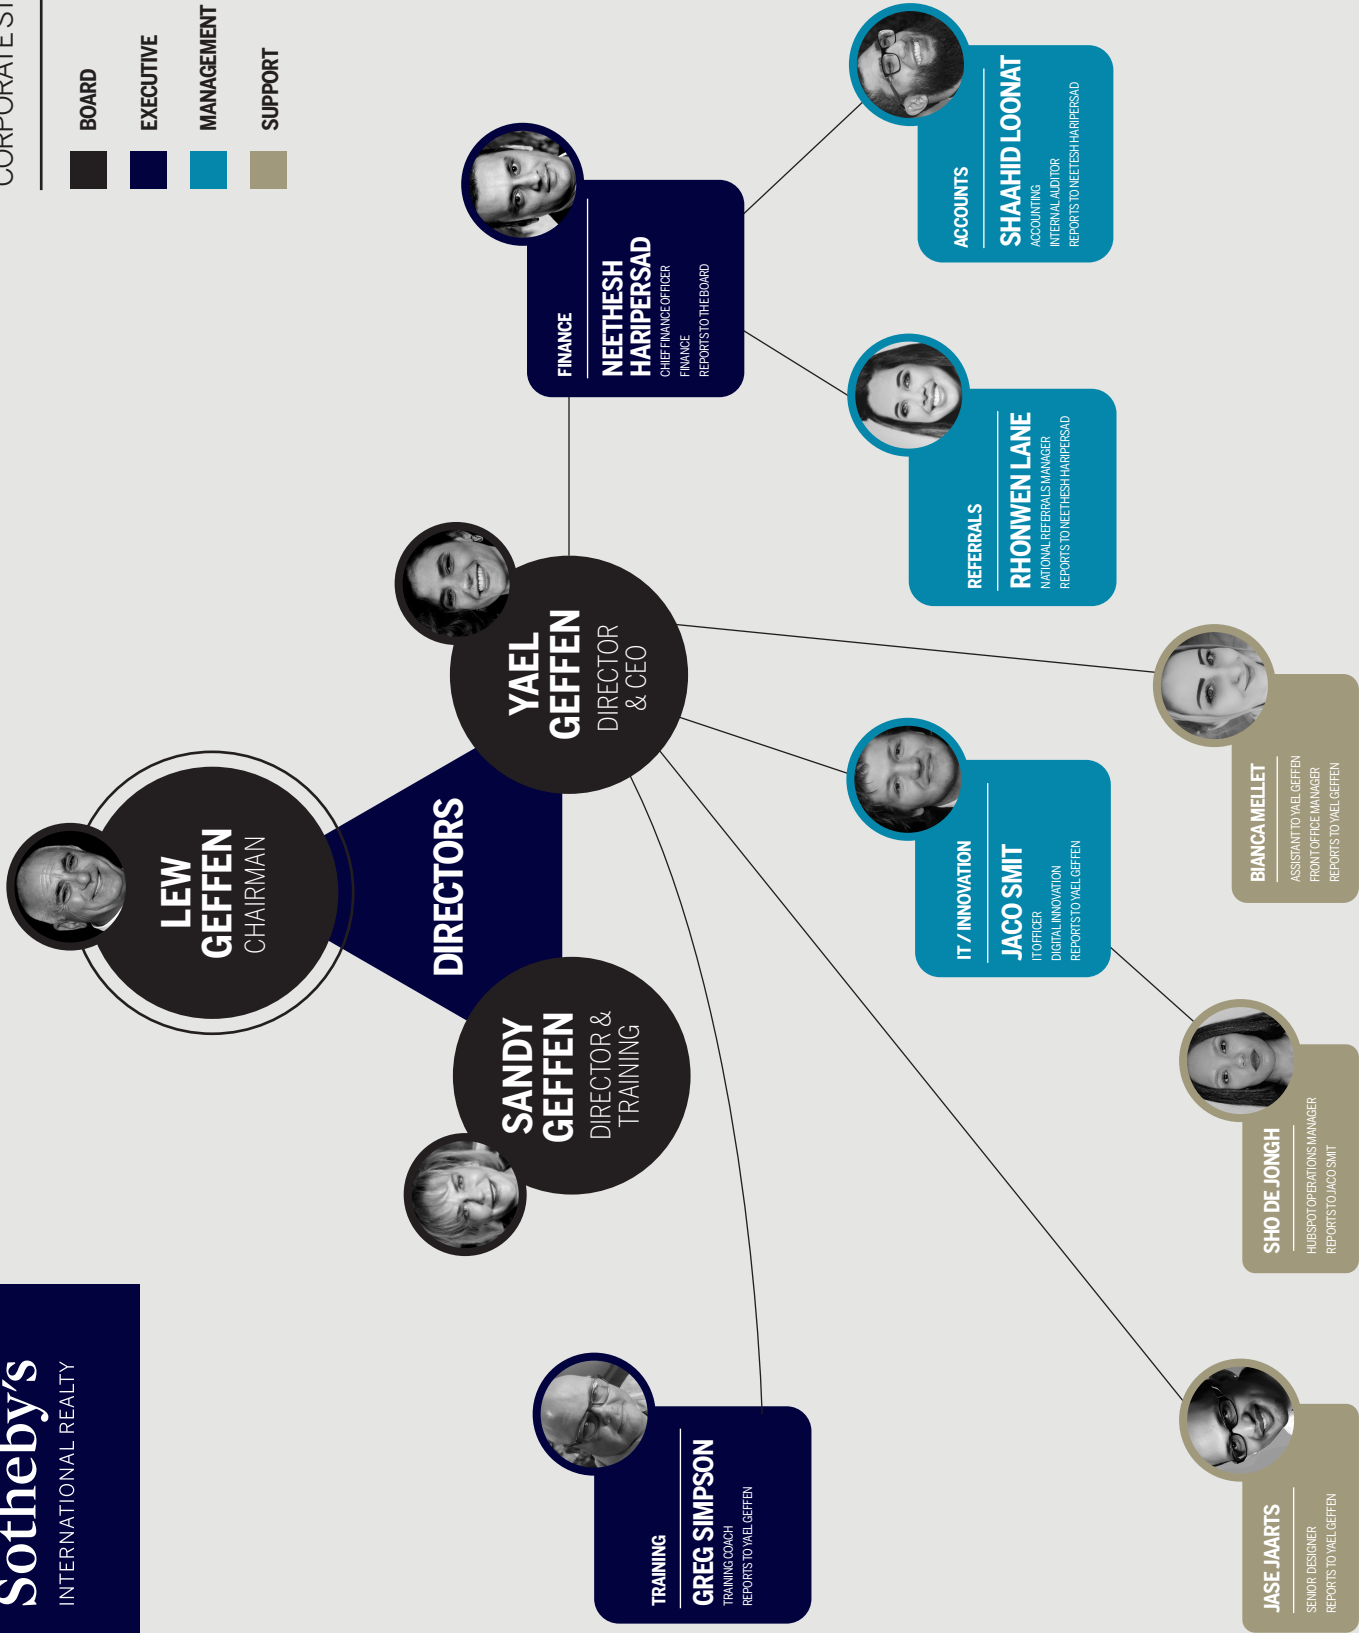 Sotheby's
INTERNATIONAL REALTY
BOARD
EXECUTIVE
MANAGEMENT
SUPPORT
LEW
GEFFEN
CHAIRMAN
DIRECTORS
SANDY
GEFFEN
DIRECTOR &
TRAINING
YAEL
GEFFEN
DIRECTOR
& CEO
TRAINING
GREG SIMPSON
TRAINING COACH
REPORTS TO YAEL GEFFEN
FINANCE
NEETHESH
HARIPERSAD
CHIEF FINANCE OFFICER
FINANCE
REPORTS TO THE BOARD
IT / INNOVATION
JACO SMIT
IT OFFICER
DIGITAL INNOVATION
REPORTS TO YAEL GEFFEN
REFERRALS
RHONWEN LANE
NATIONAL REFERRALS MANAGER
REPORTS TO NEETHESH HARIPERSAD
ACCOUNTS
SHAAHID LOONAT
ACCOUNTING
INTERNAL AUDITOR
REPORTS TO NEETESH HARIPERSAD
JASE JAARTS
SENIOR DESIGNER
REPORTS TO YAEL GEFFEN
SHO DE JONGH
HUBSPOT OPERATIONS MANAGER
REPORTS TO JACO SMIT
BIANCA MELLET
ASSISTANT TO YAEL GEFFEN
FRONT OFFICE MANAGER
REPORTS TO YAEL GEFFEN